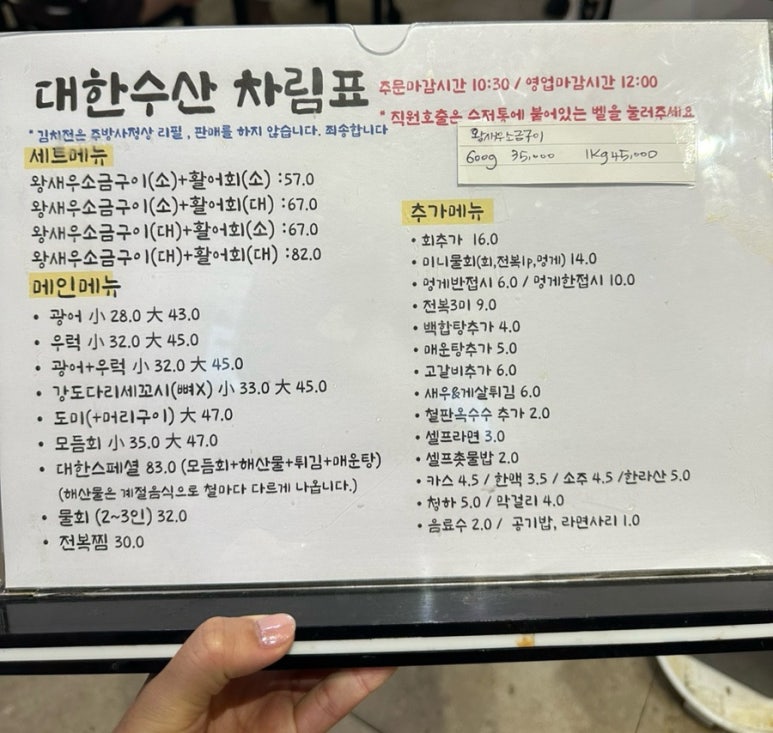 대한수산 차림표
주문마감시간 10:30 / 영업마감시간 12:00
* 직원호출은 수저통에 붙어있는 벨을 눌러주세요
* 김치전은 주방사정상 리필, 판매를 하지 않습니다. 죄송합니다
왕새우소금구이
600g 35,000 1kg 45,000
세트메뉴
왕새우소금구이(소)+활어회(소) :57.0
왕새우소금구이(소)+활어회(대) :67.0
왕새우소금구이(대)+활어회(소) :67.0
왕새우소금구이(대)+활어회(대) :82.0
메인메뉴
• 광어 小 28.0 大 43.0
• 우럭 小 32.0 大 45.0
• 광어+우럭 小 32.0 大 45.0
• 강도다리세꼬시(뼈X) 小 33.0 大 45.0
• 도미(+머리구이) 大 47.0
• 모듬회 小 35.0 大 47.0
• 대한스페셜 83.0 (모듬회+해산물+튀김+매운탕)
(해산물은 계절음식으로 철마다 다르게 나옵니다.)
• 물회 (2~3인) 32.0
• 전복찜 30.0
추가메뉴
• 회추가 16.0
• 미니물회(회,전복1p,멍게) 14.0
• 멍게반접시 6.0 / 멍게한접시 10.0
• 전복3미 9.0
• 백합탕추가 4.0
• 매운탕추가 5.0
• 고갈비추가 6.0
• 새우&게살튀김 6.0
• 철판옥수수 추가 2.0
• 셀프라면 3.0
• 셀프촛물밥 2.0
• 카스 4.5 / 한맥 3.5 / 소주 4.5 /한라산 5.0
• 청하 5.0 / 막걸리 4.0
• 음료수 2.0 / 공기밥, 라면사리 1.0